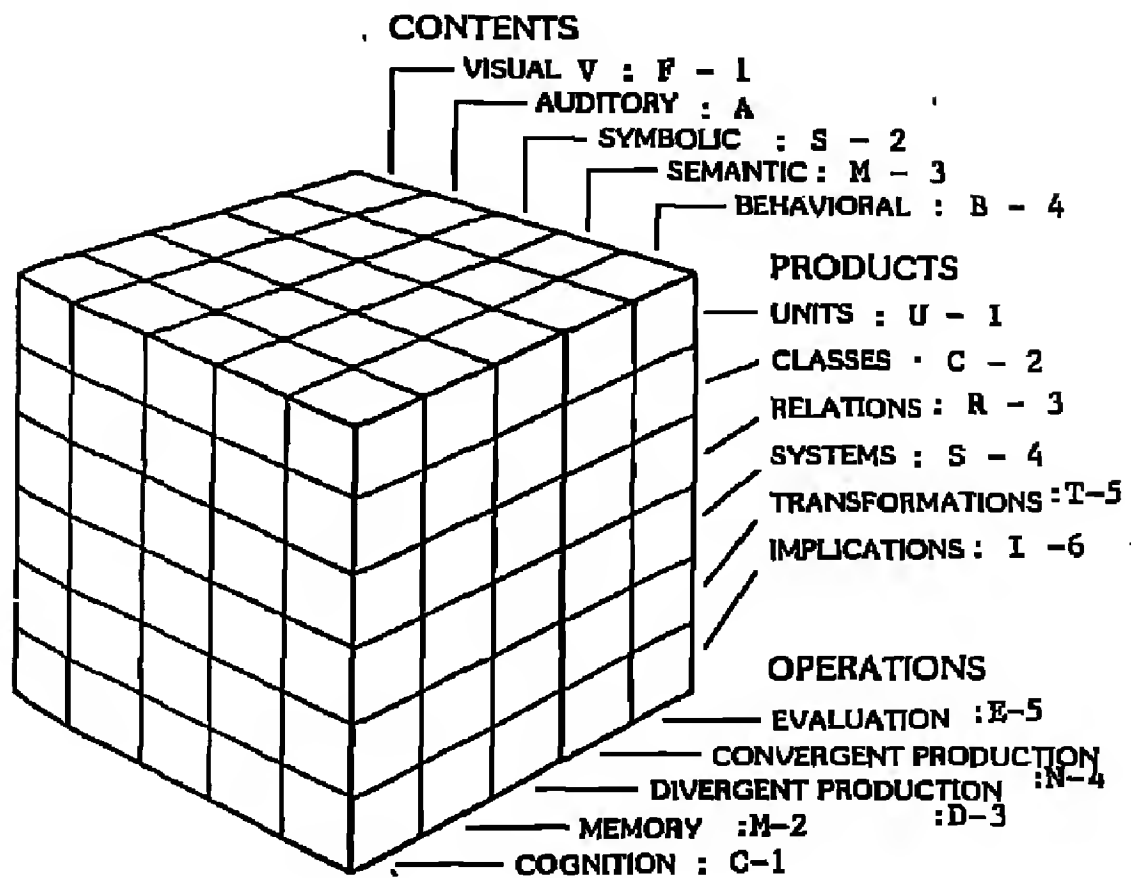 CONTENTS
VISUAL V : F - 1
AUDITORY : A
SYMBOLIC : S - 2
SEMANTIC : M - 3
BEHAVIORAL : B - 4
PRODUCTS
UNITS : U - I
CLASSES · C - 2
RELATIONS : R - 3
SYSTEMS : S - 4
TRANSFORMATIONS :T-5
IMPLICATIONS : I -6
OPERATIONS
EVALUATION :E-5
CONVERGENT PRODUCTION
:N-4
DIVERGENT PRODUCTION
:D-3
MEMORY :M-2
COGNITION : C-1